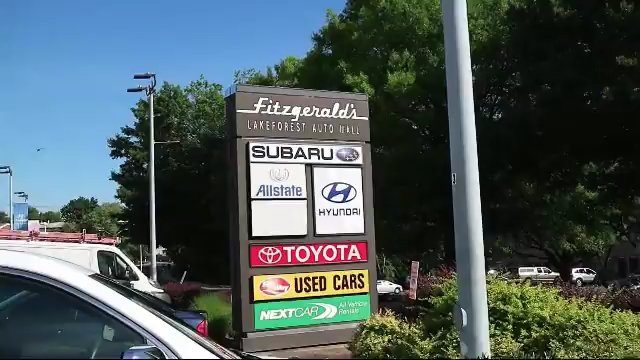 Fitzgerald's
LAKEFOREST AUTO MALL
SUBARU
Allstate
HYUNDAI
TOYOTA
USED CARS
NEXTCAR All Vehicle
Rentals